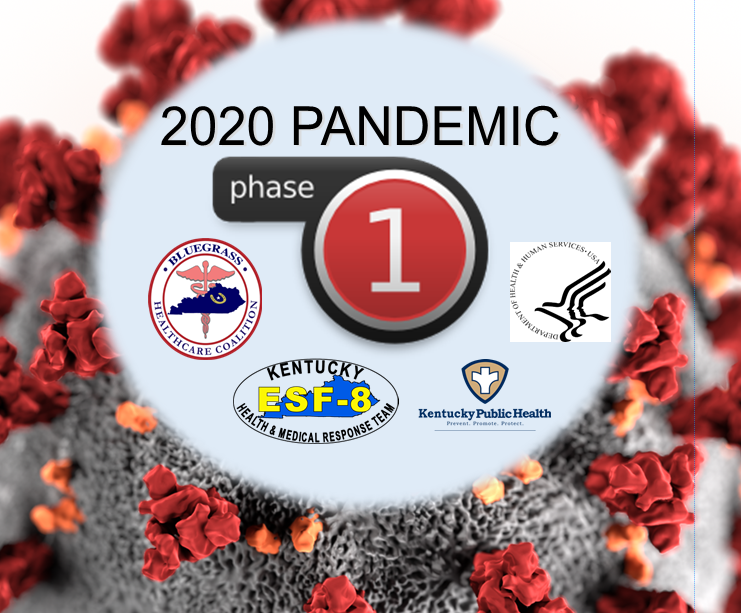 2020 PANDEMIC
phase
1
• BLUEGRASS •
HEALTHCARE COALITION
DEPARTMENT OF HEALTH & HUMAN SERVICES • USA
KENTUCKY
ESF-8
HEALTH & MEDICAL RESPONSE TEAM
Kentucky Public Health
Prevent. Promote. Protect.